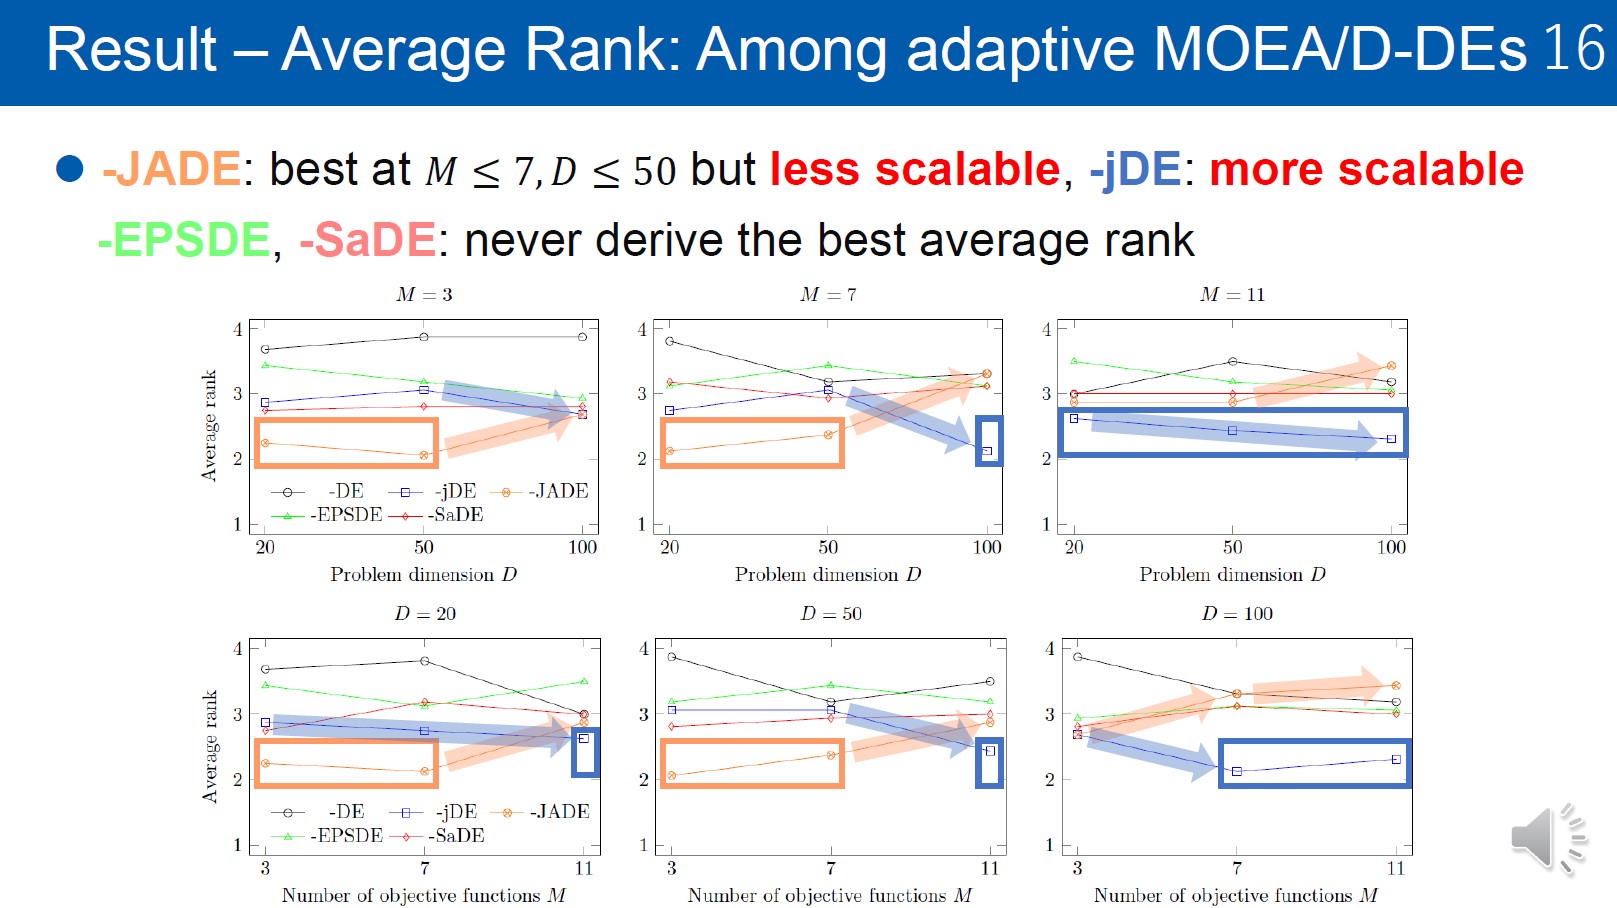 Result – Average Rank: Among adaptive MOEA/D-DEs 16
-JADE: best at M ≤ 7, D ≤ 50 but less scalable, -jDE: more scalable
-EPSDE, -SaDE: never derive the best average rank
M = 3
M = 7
M = 11
4
3
2
1
Average rank
-DE -jDE -JADE
-EPSDE -SaDE
20 50 100
Problem dimension D
4
3
2
1
20 50 100
Problem dimension D
4
3
2
1
20 50 100
Problem dimension D
D = 20
D = 50
D = 100
4
3
2
1
Average rank
-DE -jDE -JADE
-EPSDE -SaDE
3 7 11
Number of objective functions M
4
3
2
1
3 7 11
Number of objective functions M
4
3
2
1
3 7 11
Number of objective functions M